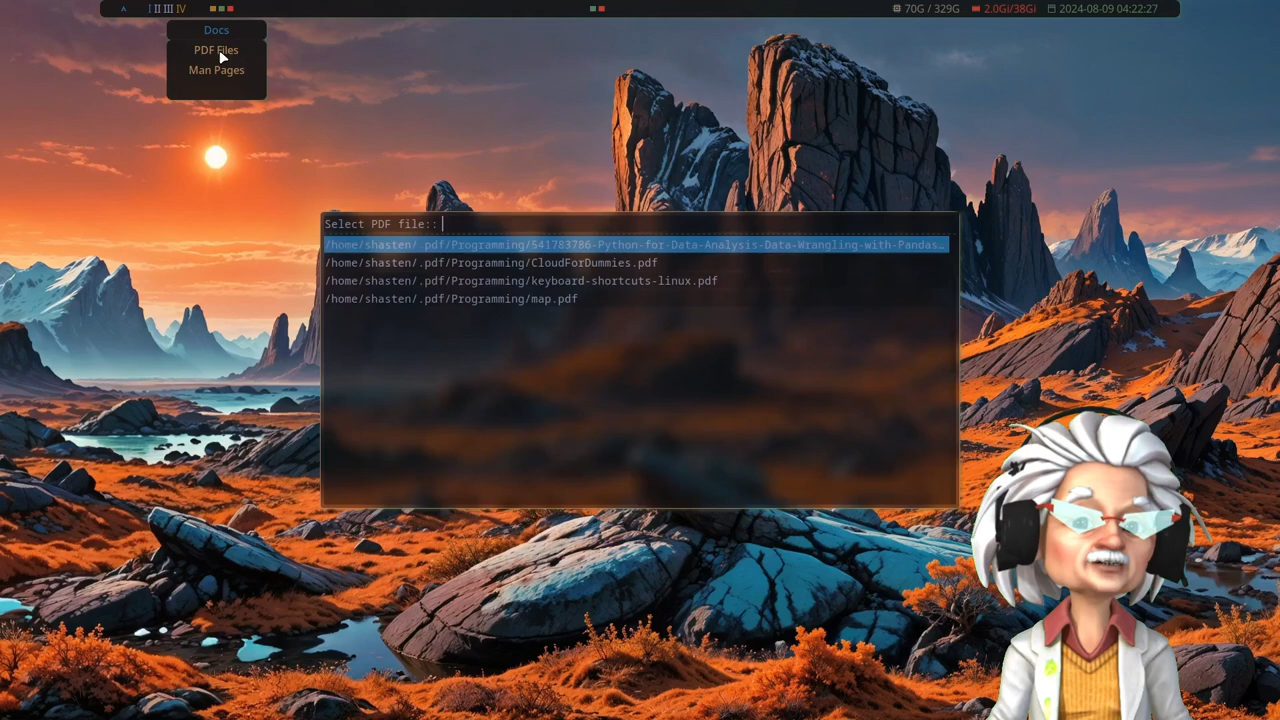 I II III IV
70G / 329G
2.0Gi/38Gi
2024-08-09 04:22:27
Docs
PDF Files
Man Pages
Select PDF file::
/home/shasten/.pdf/Programming/541783786-Python-for-Data-Analysis-Data-Wrangling-with-Pandas…
/home/shasten/.pdf/Programming/CloudForDummies.pdf
/home/shasten/.pdf/Programming/keyboard-shortcuts-linux.pdf
/home/shasten/.pdf/Programming/map.pdf